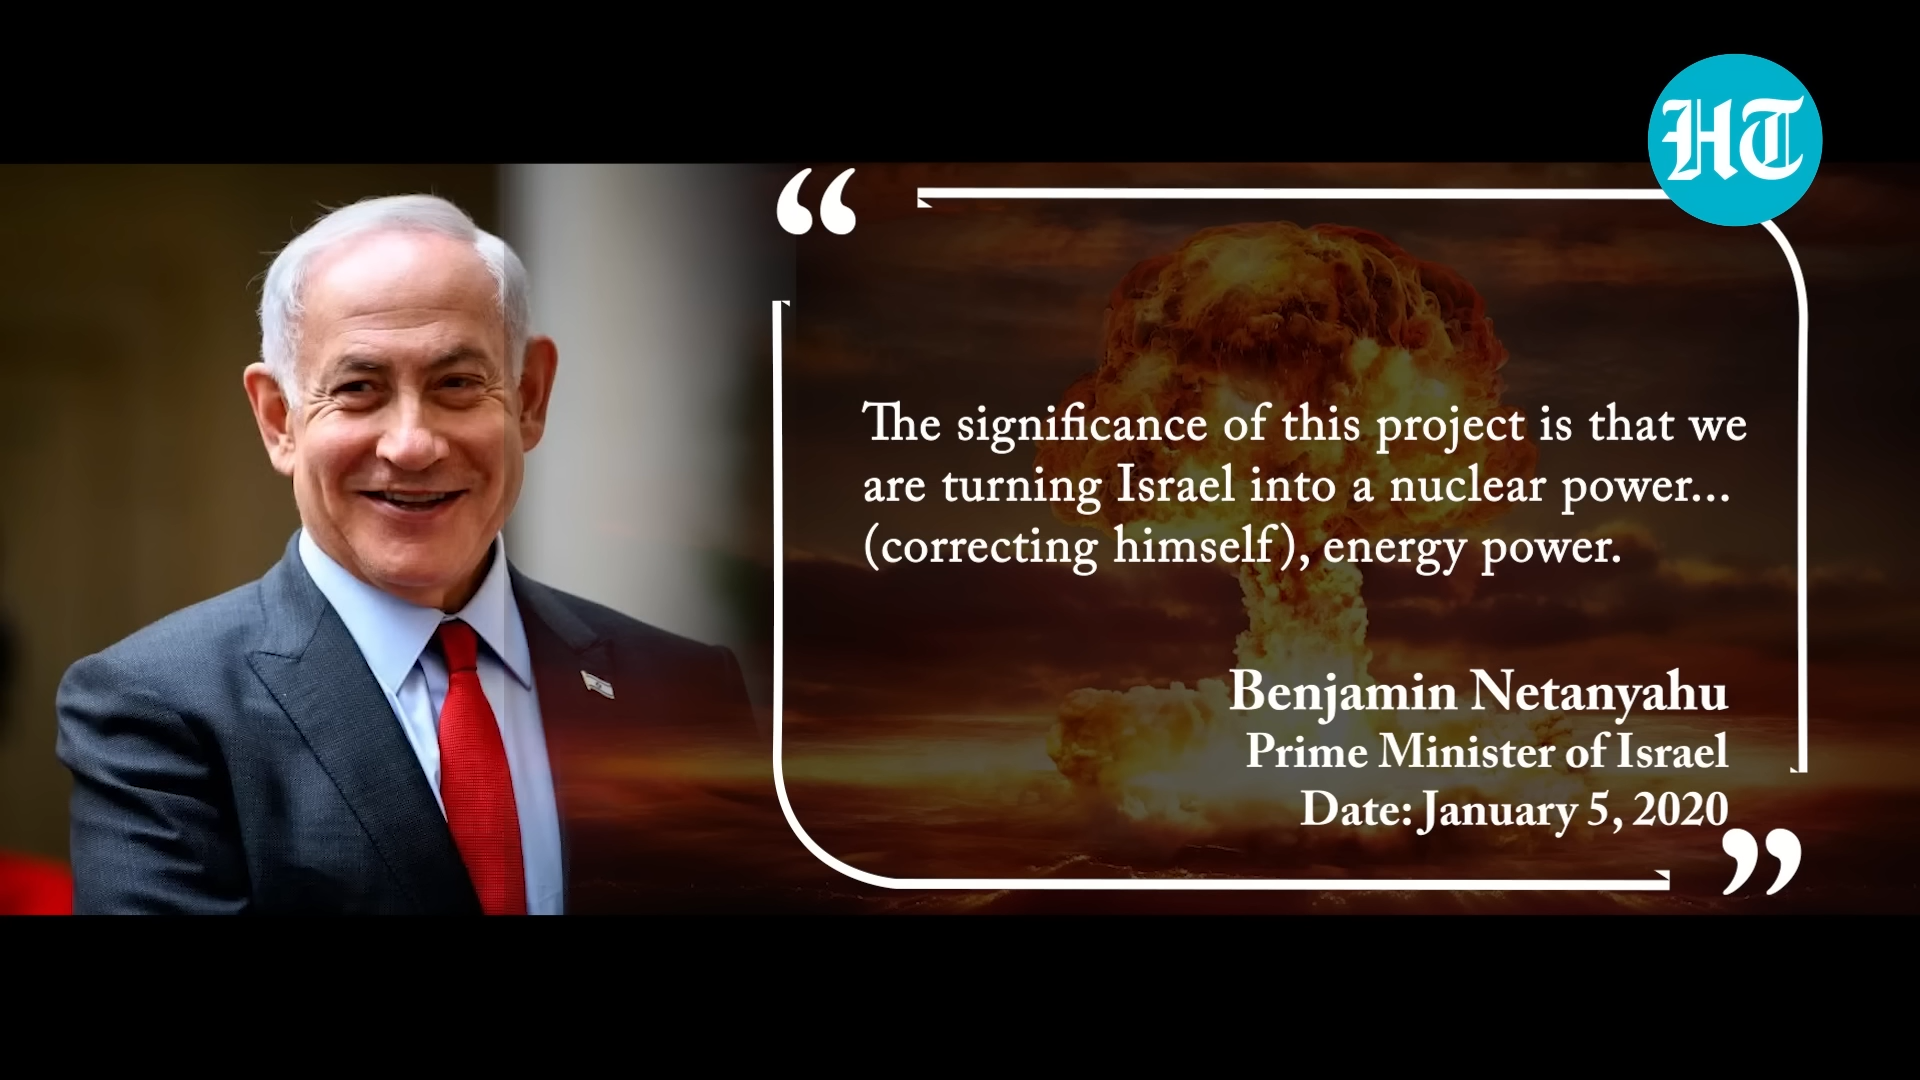 HT
“
The significance of this project is that we
are turning Israel into a nuclear power...
(correcting himself), energy power.
Benjamin Netanyahu
Prime Minister of Israel
Date: January 5, 2020
”